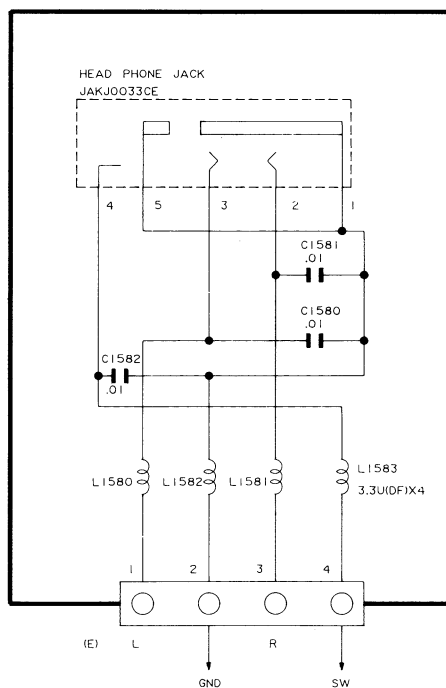 HEAD PHONE JACK
JAKJ0033CE
4 5 3 2 1
C1581
.01
C1580
.01
C1582
.01
L1580 L1582 L1581 L1583
3.3U(DF)X4
1 2 3 4
(E) L R
GND SW